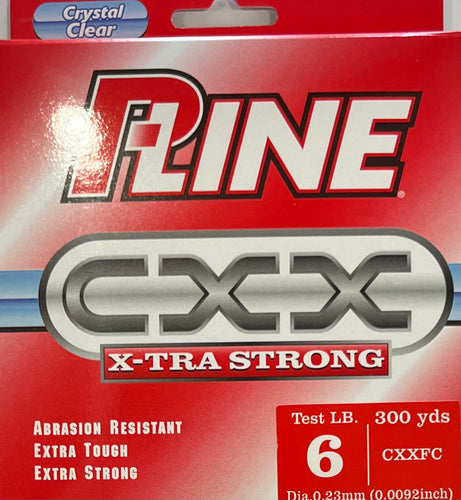 Crystal
Clear
P-LINE®
CXX
X-TRA STRONG
ABRASION RESISTANT
EXTRA TOUGH
EXTRA STRONG
Test LB. 300 yds
6 CXXFC
Dia.0.23mm (0.0092inch)